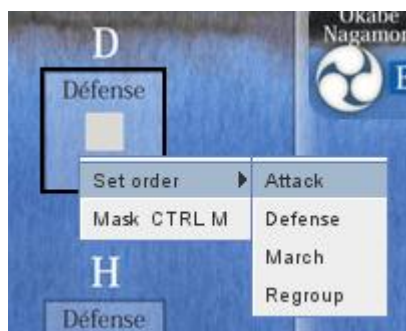 D
Défense
Set order
Mask CTRL M
Attack
Defense
March
Regroup
H
Défense
Okabe
Nagamor
E